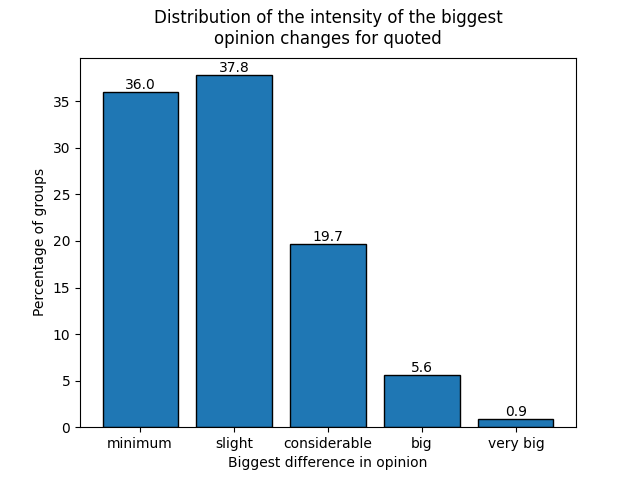 Distribution of the intensity of the biggest
opinion changes for quoted
36.0
37.8
19.7
5.6
0.9
35
30
25
20
15
10
5
0
Percentage of groups
minimum
slight
considerable
big
very big
Biggest difference in opinion